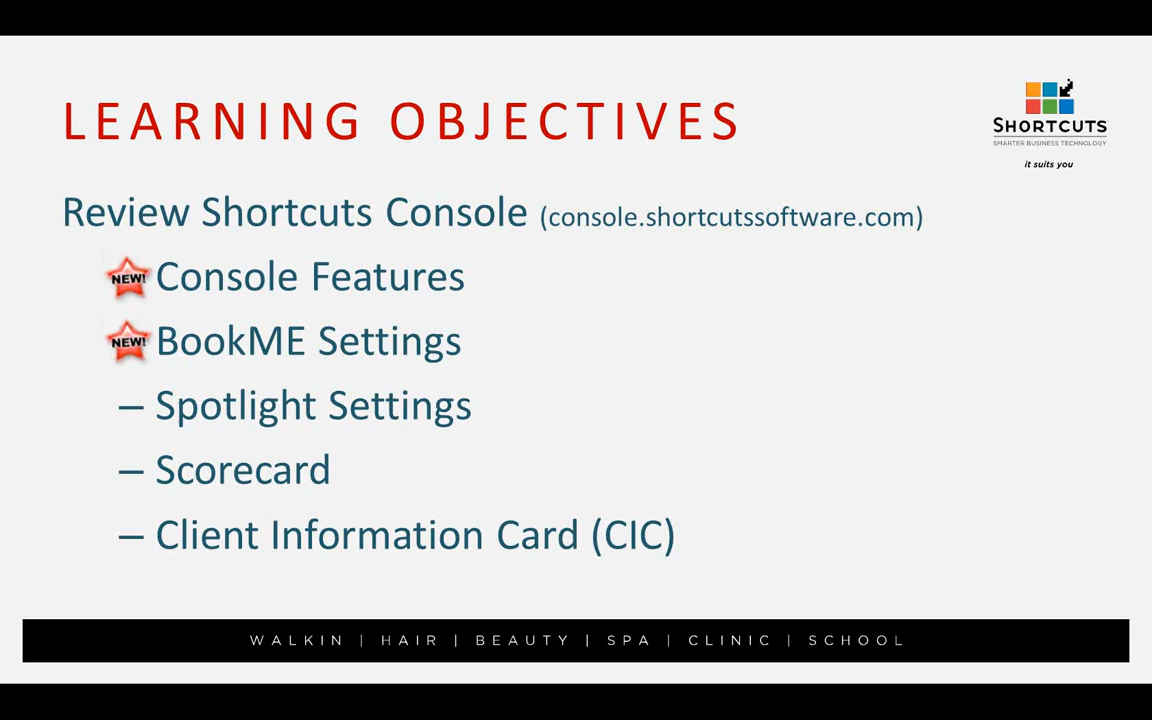 LEARNING OBJECTIVES
SHORTCUTS
SMARTER BUSINESS TECHNOLOGY
it suits you
Review Shortcuts Console (console.shortcutssoftware.com)
NEW! Console Features
NEW! BookME Settings
– Spotlight Settings
– Scorecard
– Client Information Card (CIC)
WALKIN | HAIR | BEAUTY | SPA | CLINIC | SCHOOL